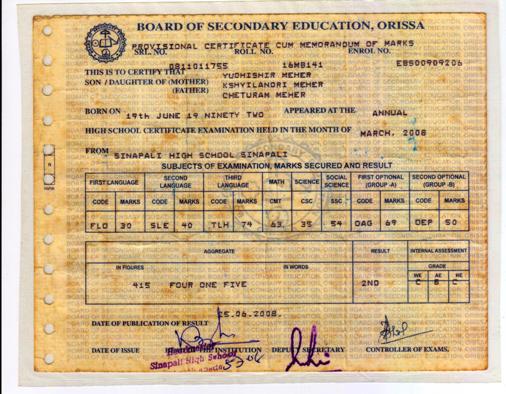 BOARD OF SECONDARY EDUCATION, ORISSA
PROVISIONAL CERTIFICATE CUM MEMORANDUM OF MARKS
SRL. NO. ROLL NO. ENROL NO.
0811011755 16MB141 EB500909206
THIS IS TO CERTIFY THAT YUDHISHIR MEHER
SON / DAUGHTER OF (MOTHER) KSHYILANDRI MEHER
(FATHER) CHETURAM MEHER
BORN ON 19th JUNE 19 NINETY TWO APPEARED AT THE ANNUAL
HIGH SCHOOL CERTIFICATE EXAMINATION HELD IN THE MONTH OF MARCH, 2008
FROM SINAPALI HIGH SCHOOL SINAPALI
SUBJECTS OF EXAMINATION, MARKS SECURED AND RESULT
FIRST LANGUAGE SECOND LANGUAGE THIRD LANGUAGE MATH SCIENCE SOCIAL SCIENCE FIRST OPTIONAL (GROUP -A) SECOND OPTIONAL (GROUP -B)
CODE MARKS CODE MARKS CODE MARKS CMT CSC SSC CODE MARKS CODE MARKS
FLO 30 SLE 40 TLH 74 63 35 54 OAG 69 OEP 50
AGGREGATE RESULT INTERNAL ASSESSMENT
IN FIGURES IN WORDS GRADE
WE AE
415 FOUR ONE FIVE 2ND C B C
25.06.2008.
DATE OF PUBLICATION OF RESULT
DATE OF ISSUE THE INSTITUTION DEPUTY SECRETARY CONTROLLER OF EXAMS.
Sinapali High School